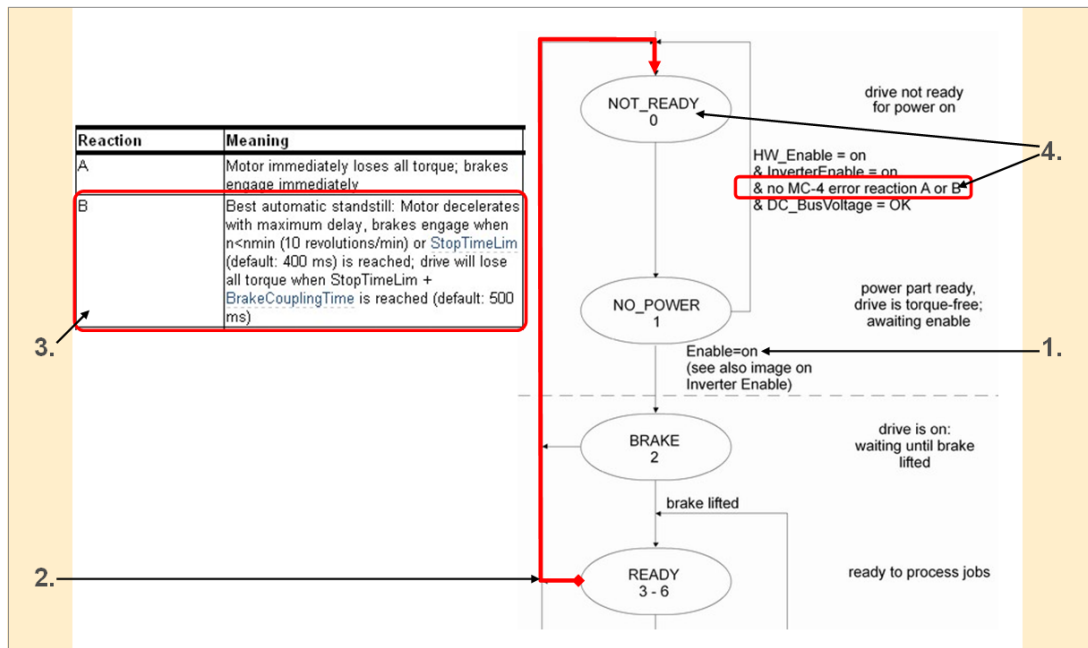 NOT_READY
0
drive not ready
for power on
Reaction
Meaning
A
Motor immediately loses all torque; brakes
engage immediately
B
Best automatic standstill: Motor decelerates
with maximum delay, brakes engage when
n<nmin (10 revolutions/min) or StopTimeLim
(default: 400 ms) is reached; drive will lose
all torque when StopTimeLim +
BrakeCouplingTime is reached (default: 500
ms)
3.
HW_Enable = on
& InverterEnable = on
& no MC-4 error reaction A or B
& DC_BusVoltage = OK
4.
NO_POWER
1
power part ready,
drive is torque-free;
awaiting enable
Enable=on
(see also image on
Inverter Enable)
1.
BRAKE
2
drive is on:
waiting until brake
lifted
brake lifted
2.
READY
3 - 6
ready to process jobs